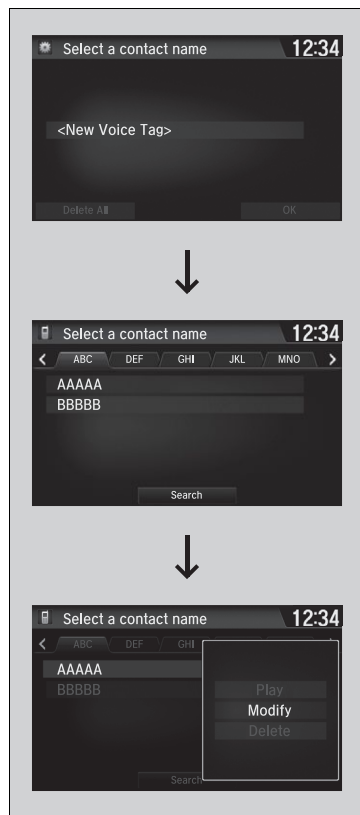 Select a contact name 12:34
<New Voice Tag>
Delete All OK
Select a contact name 12:34
ABC DEF GHI JKL MNO
AAAAA
BBBBB
Search
Select a contact name 12:34
ABC DEF GHI
AAAAA
BBBBB
Play
Modify
Delete
Search